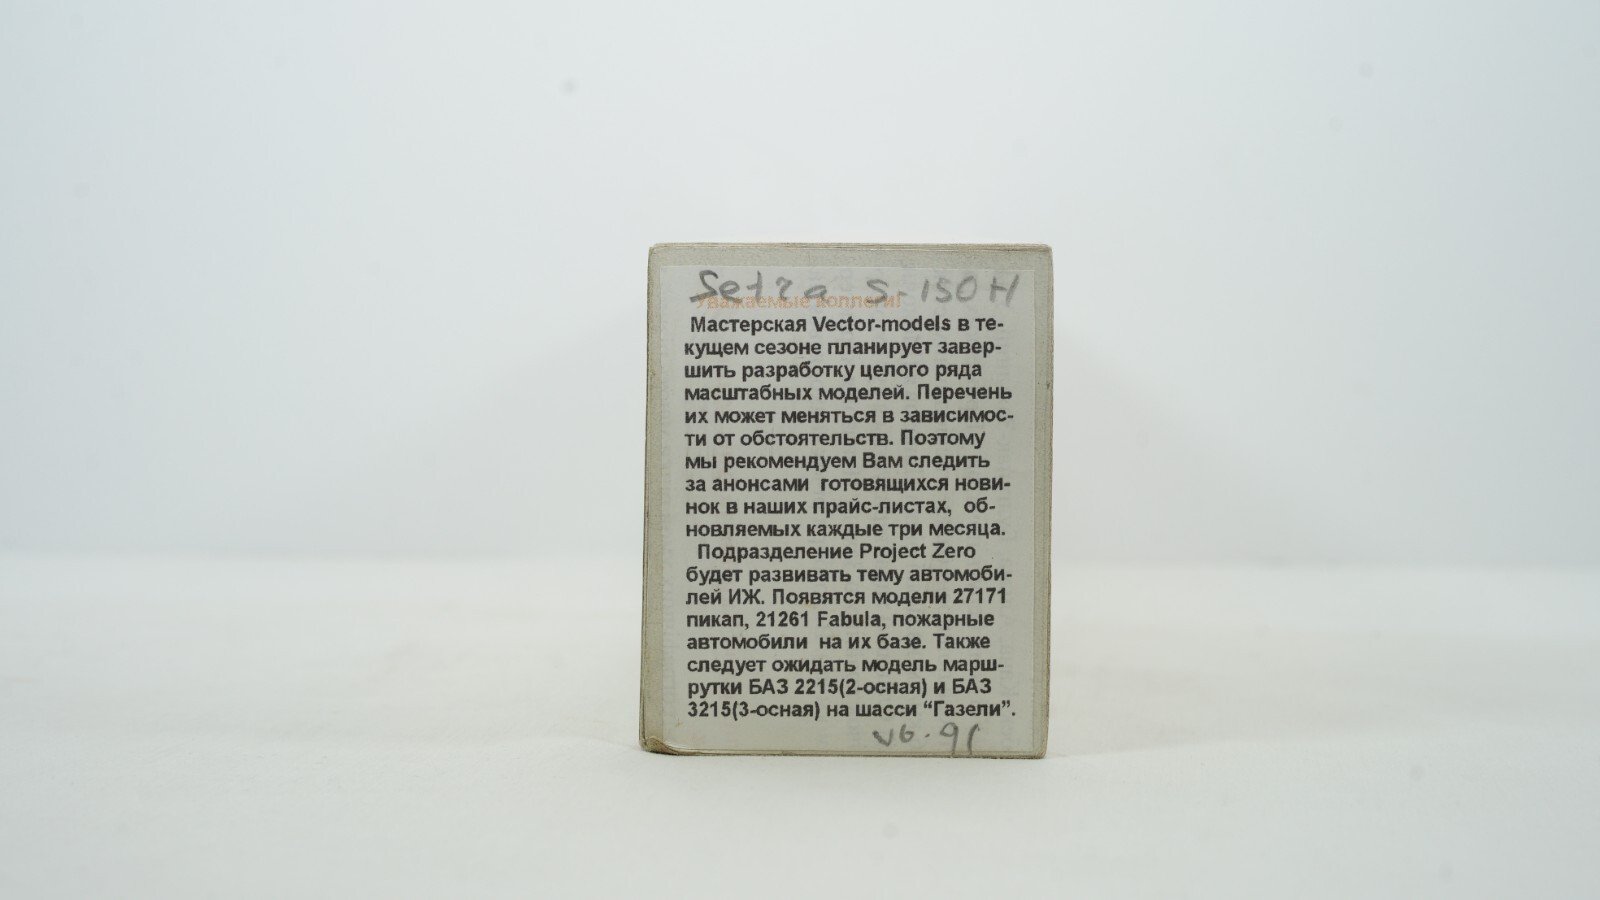 Setra S-150H
Уважаемые коллеги!
Мастерская Vector-models в те-
кущем сезоне планирует завер-
шить разработку целого ряда
масштабных моделей. Перечень
их может меняться в зависимос-
ти от обстоятельств. Поэтому
мы рекомендуем Вам следить
за анонсами готовящихся нови-
нок в наших прайс-листах, об-
новляемых каждые три месяца.
Подразделение Project Zero
будет развивать тему автомоби-
лей ИЖ. Появятся модели 27171
пикап, 21261 Fabula, пожарные
автомобили на их базе. Также
следует ожидать модель марш-
рутки БАЗ 2215(2-осная) и БАЗ
3215(3-осная) на шасси “Газели”.